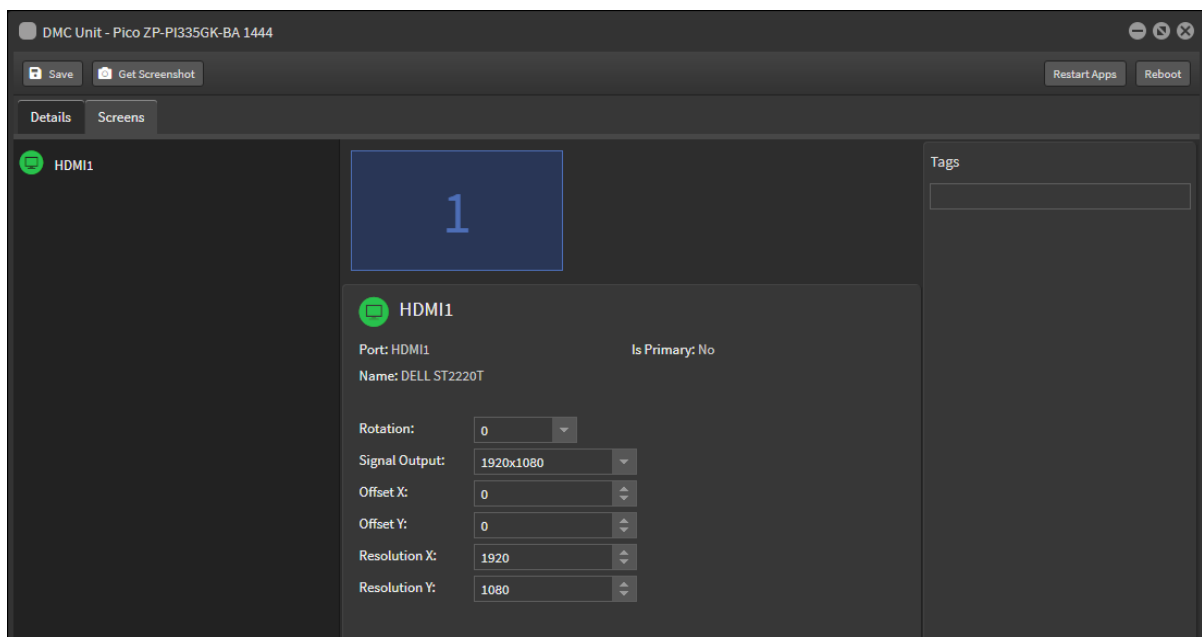 DMC Unit - Pico ZP-PI335GK-BA 1444
Save Get Screenshot Restart Apps Reboot
Details Screens
HDMI1
1
Tags
HDMI1
Port: HDMI1 Is Primary: No
Name: DELL ST2220T
Rotation: 0
Signal Output: 1920x1080
Offset X: 0
Offset Y: 0
Resolution X: 1920
Resolution Y: 1080